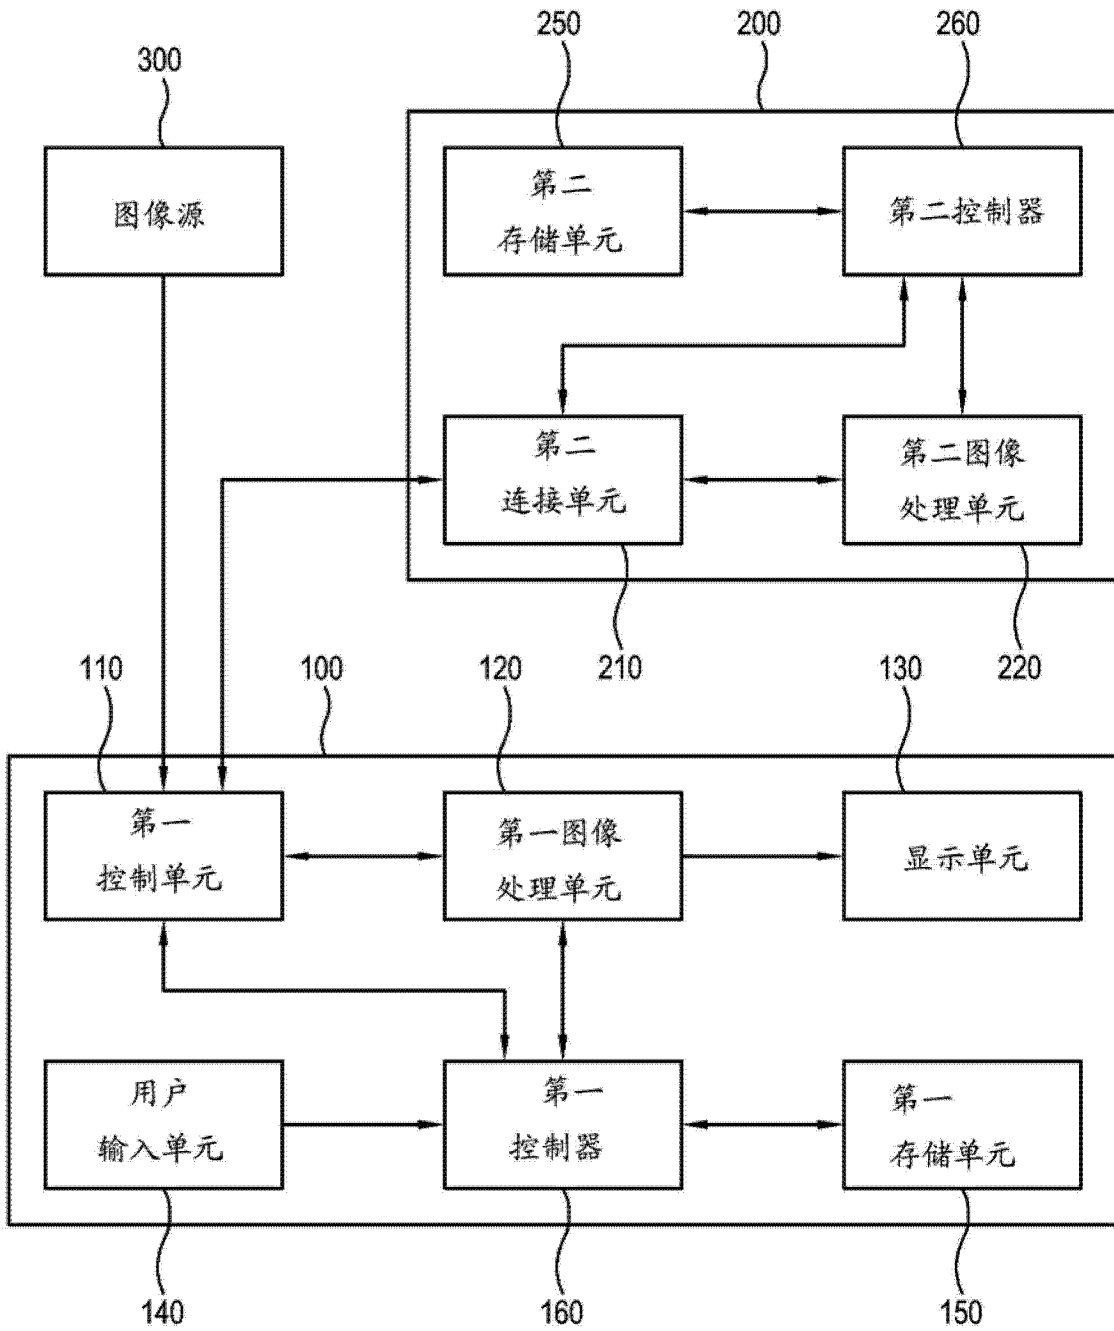 250
200
260
300
图像源
第二
存储单元
第二控制器
第二
连接单元
第二图像
处理单元
210
220
110
100
120
130
第一
控制单元
第一图像
处理单元
显示单元
用户
输入单元
第一
控制器
第一
存储单元
140
160
150